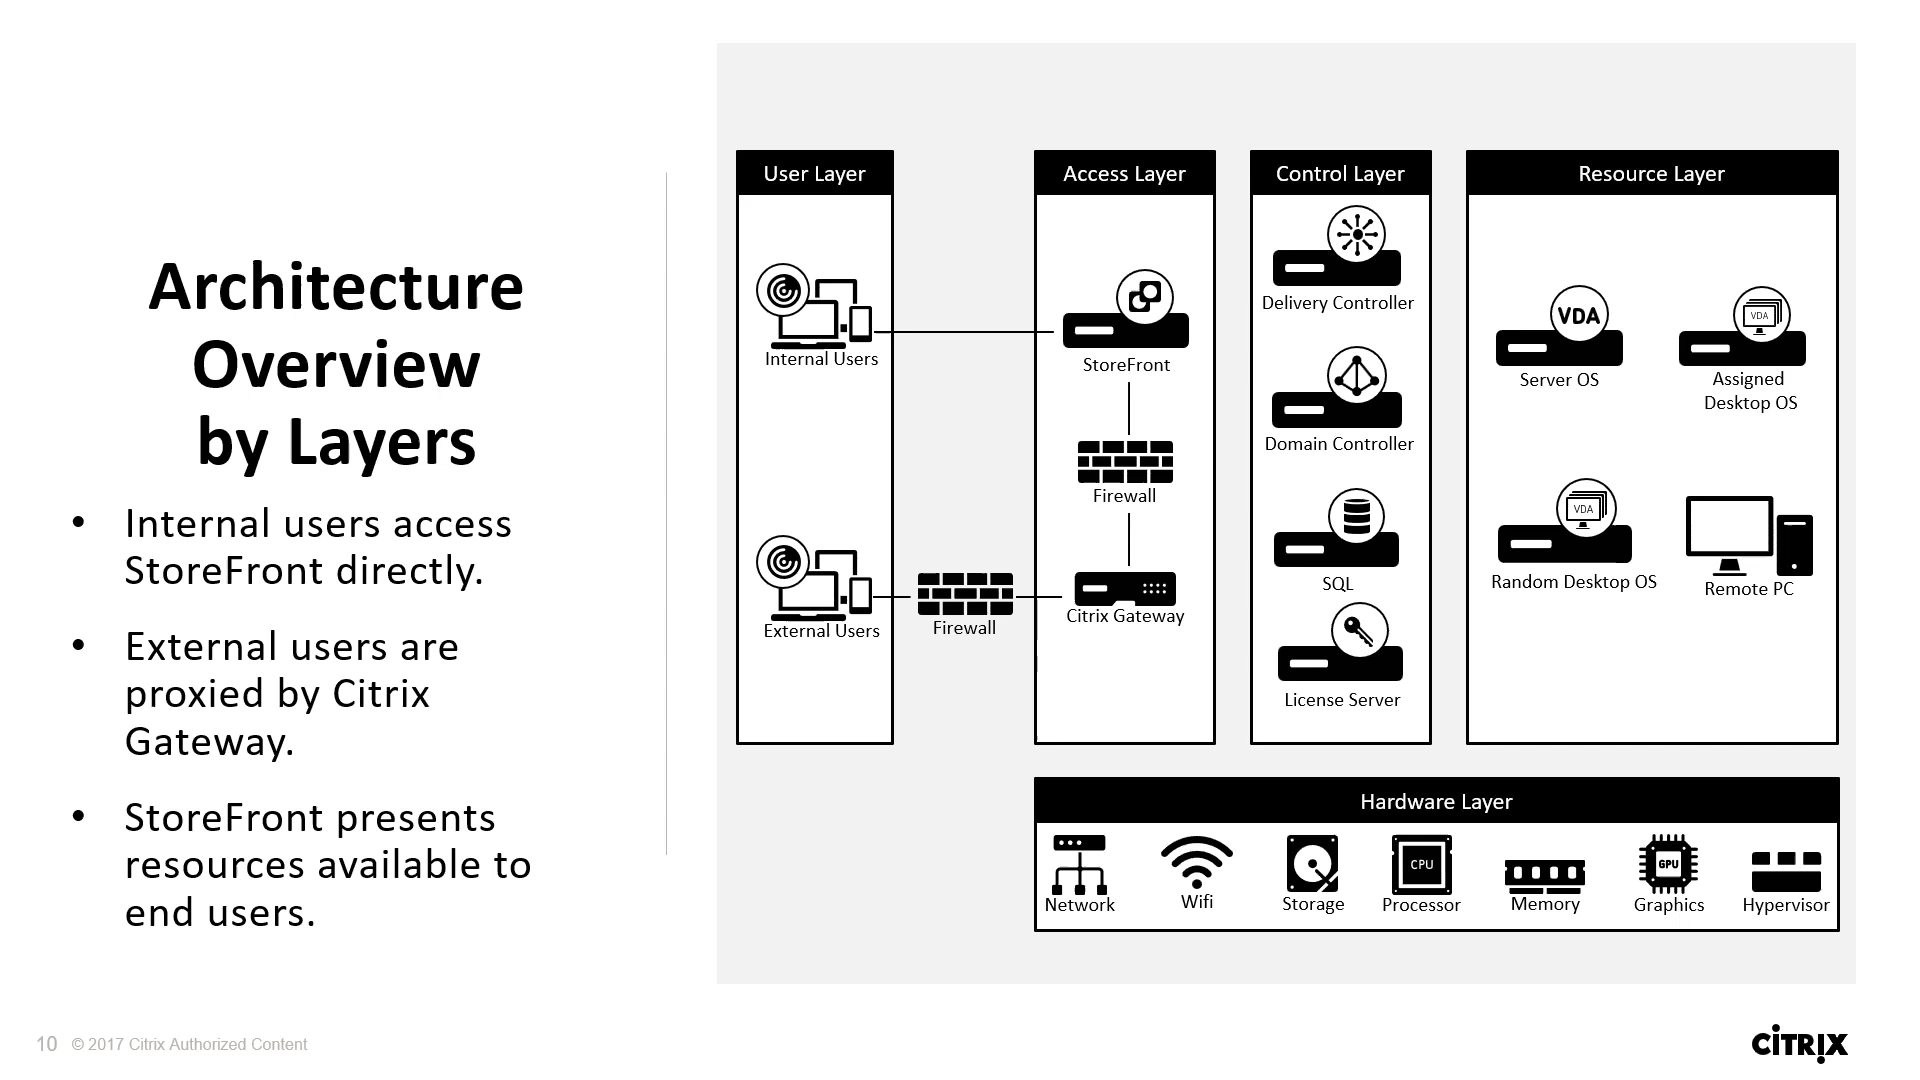 Architecture
Overview
by Layers
• Internal users access
StoreFront directly.
• External users are
proxied by Citrix
Gateway.
• StoreFront presents
resources available to
end users.
User Layer
Internal Users
External Users
Firewall
Access Layer
StoreFront
Firewall
Citrix Gateway
Control Layer
Delivery Controller
Domain Controller
SQL
License Server
Resource Layer
VDA
Server OS
VDA
Assigned
Desktop OS
VDA
Random Desktop OS
Remote PC
Hardware Layer
Network
Wifi
Storage
CPU
Processor
Memory
GPU
Graphics
Hypervisor
10 © 2017 Citrix Authorized Content
CITRIX